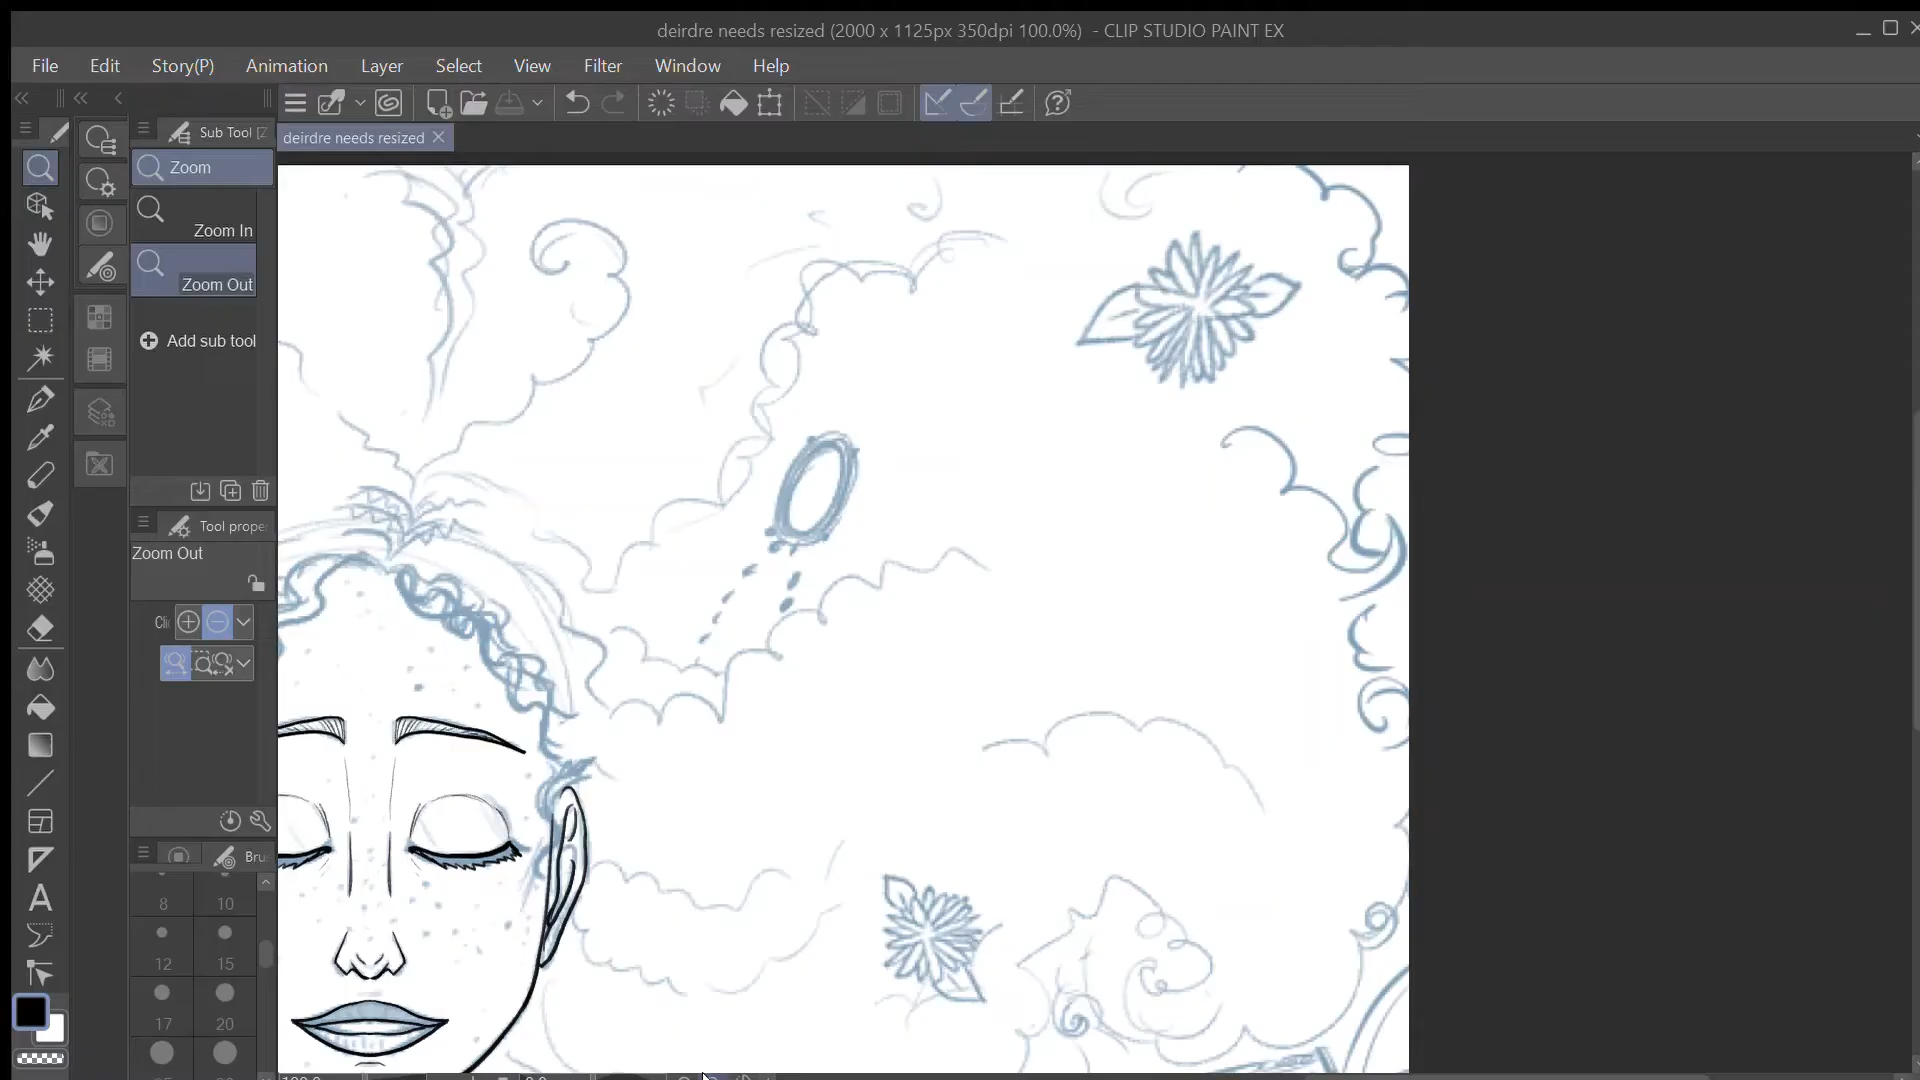 deirdre needs resized (2000 x 1125px 350dpi 100.0%) - CLIP STUDIO PAINT EX
File Edit Story(P) Animation Layer Select View Filter Window Help
Sub Tool [Z
deirdre needs resized
Zoom
Zoom In
Zoom Out
Add sub tool
Tool prope
Zoom Out
Cli
Bru
8 10
12 15
17 20